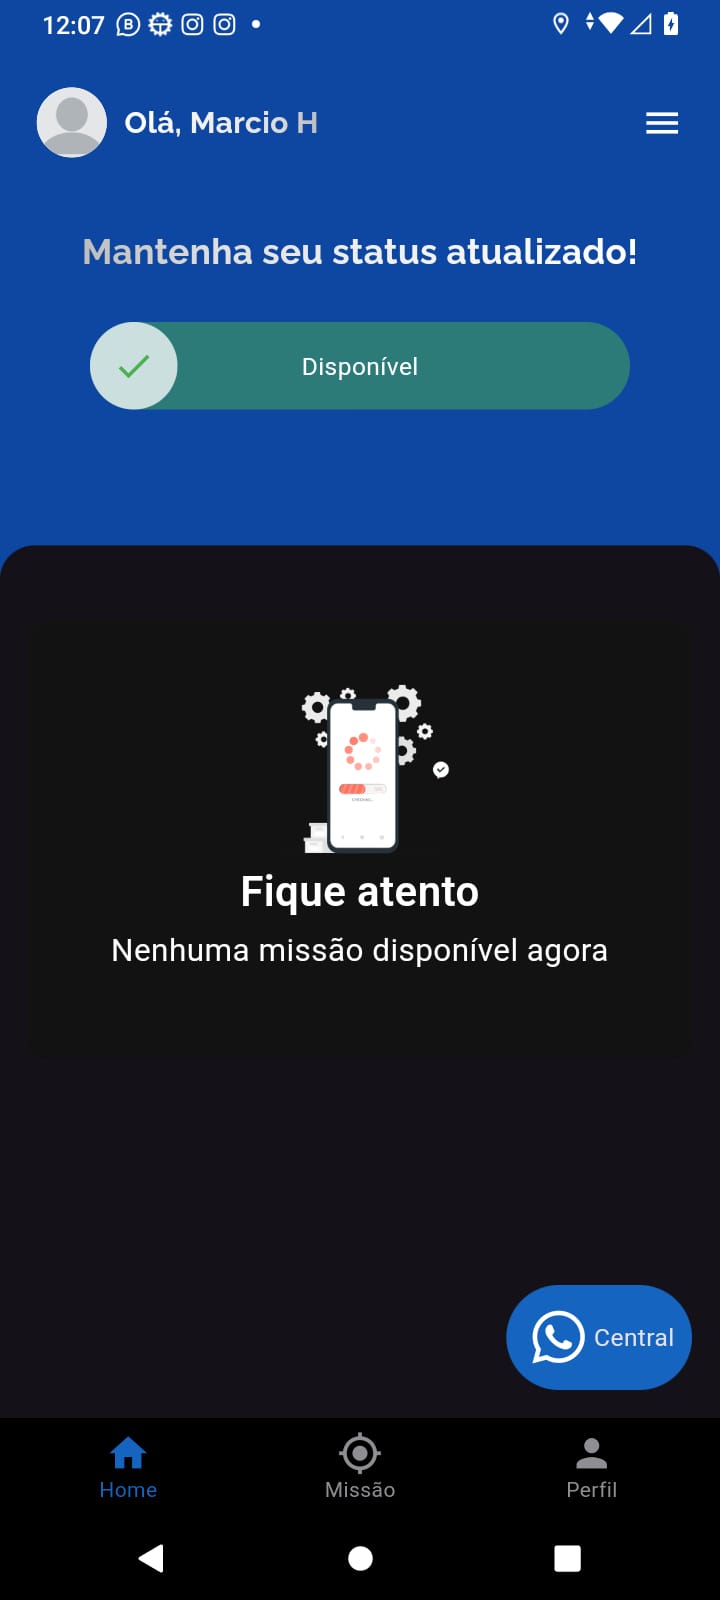 12:07
Olá, Marcio H
Mantenha seu status atualizado!
Disponível
Fique atento
Nenhuma missão disponível agora
Central
Home
Missão
Perfil